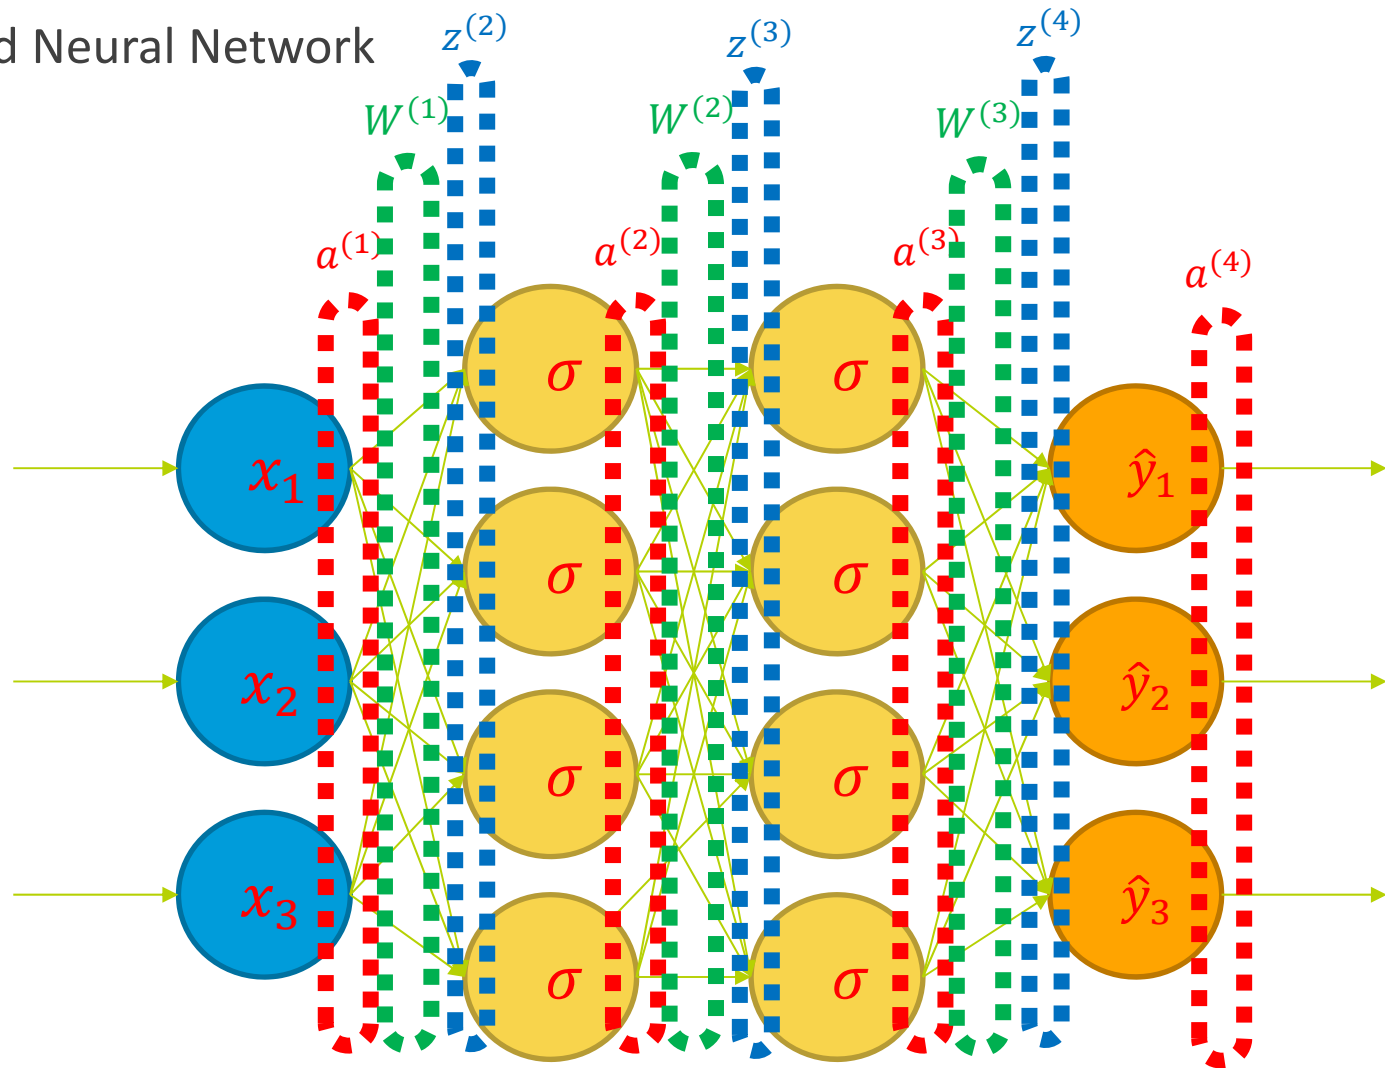 d Neural Network
z^(2) z^(3) z^(4)
W^(1) W^(2) W^(3)
a^(1) a^(2) a^(3) a^(4)
σ σ
x₁ ŷ₁
σ σ
x₂ ŷ₂
σ σ
x₃ ŷ₃
σ σ